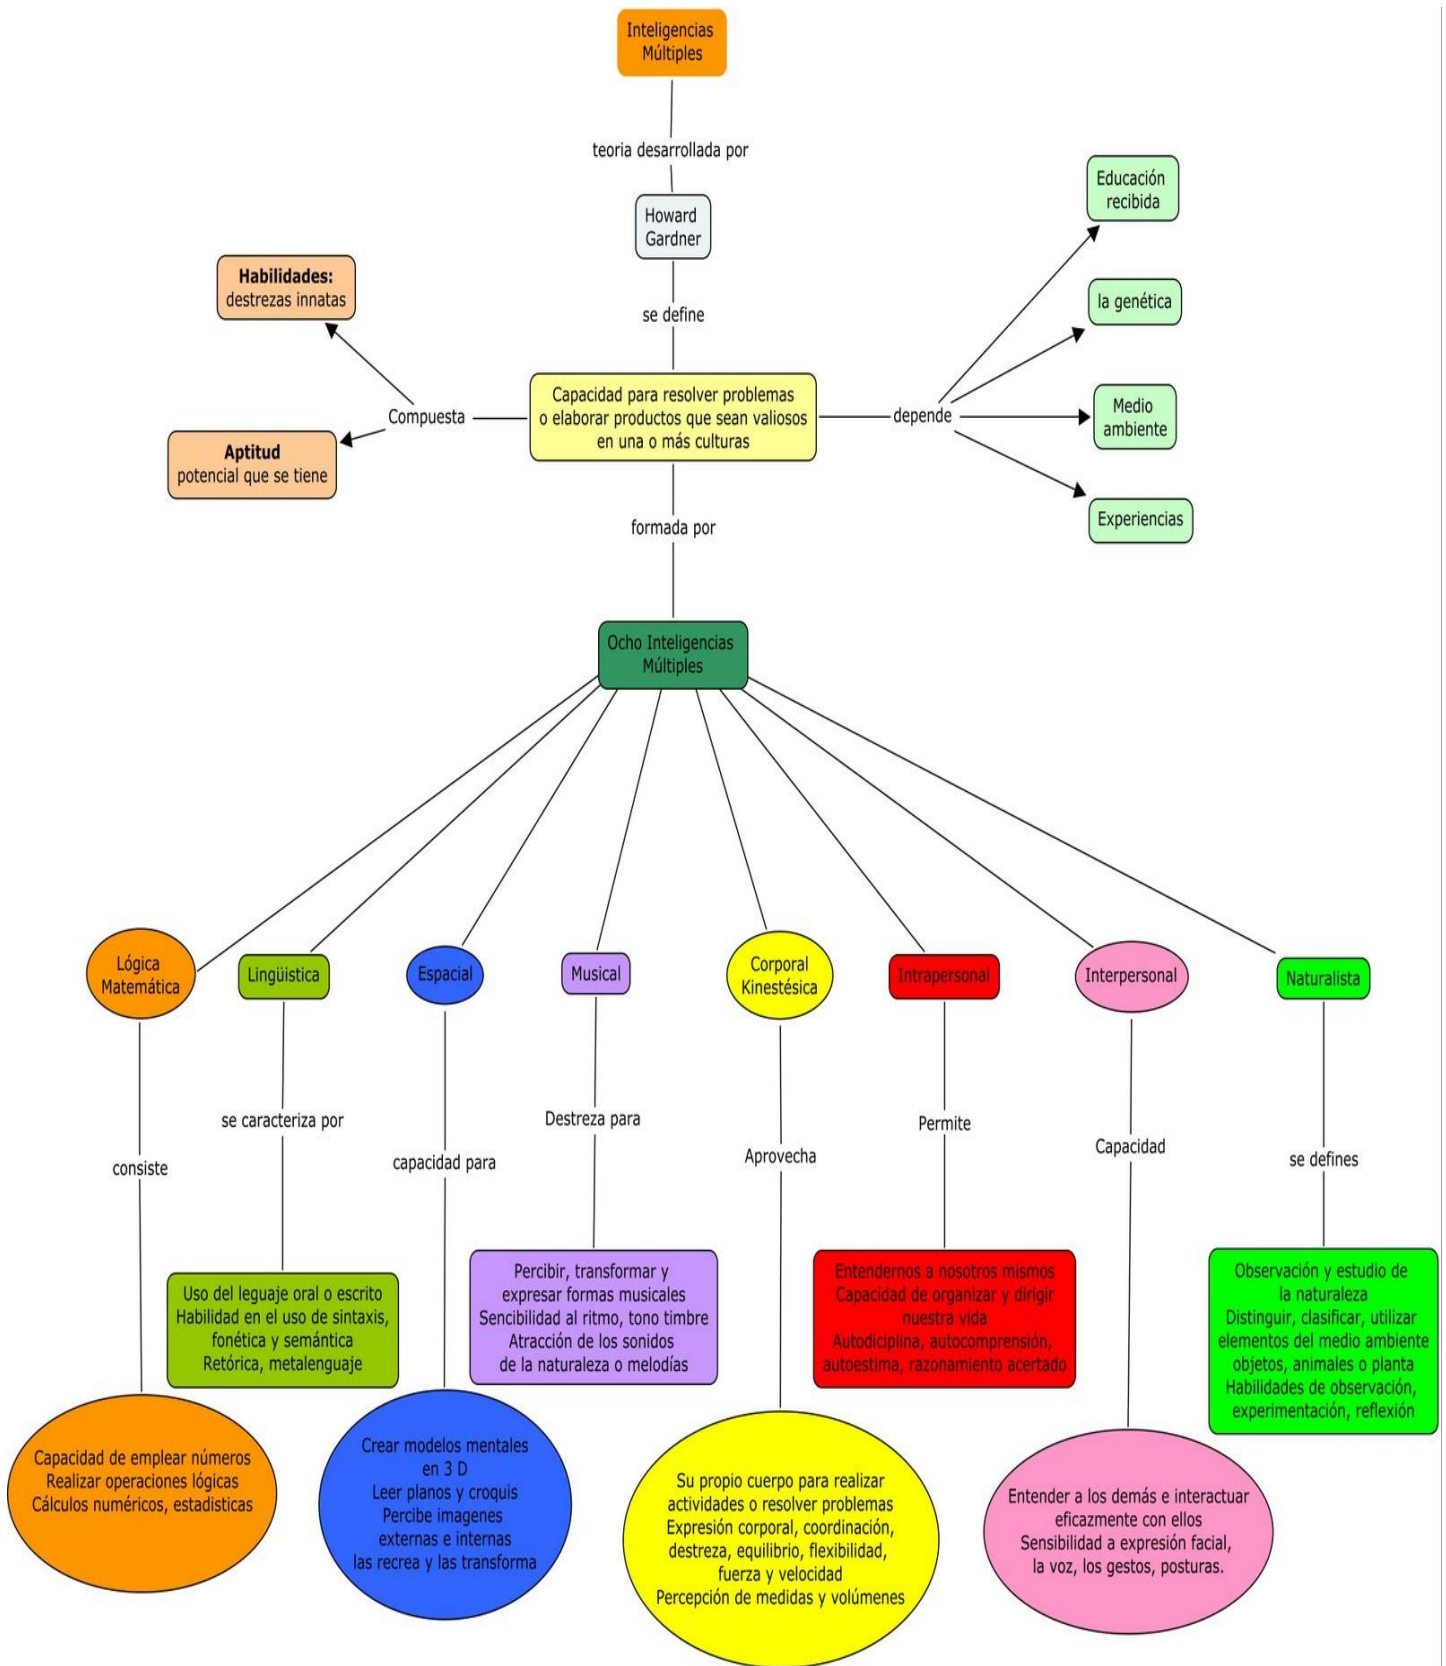 Inteligencias
Múltiples
teoria desarrollada por
Howard
Gardner
se define
Capacidad para resolver problemas
o elaborar productos que sean valiosos
en una o más culturas
Compuesta
Habilidades:
destrezas innatas
Aptitud
potencial que se tiene
depende
Educación
recibida
la genética
Medio
ambiente
Experiencias
formada por
Ocho Inteligencias
Múltiples
Lógica
Matemática
consiste
Capacidad de emplear números
Realizar operaciones lógicas
Cálculos numéricos, estadisticas
Lingüistica
se caracteriza por
Uso del leguaje oral o escrito
Habilidad en el uso de sintaxis,
fonética y semántica
Retórica, metalenguaje
Espacial
capacidad para
Crear modelos mentales
en 3 D
Leer planos y croquis
Percibe imagenes
externas e internas
las recrea y las transforma
Musical
Destreza para
Percibir, transformar y
expresar formas musicales
Sencibilidad al ritmo, tono timbre
Atracción de los sonidos
de la naturaleza o melodías
Corporal
Kinestésica
Aprovecha
Su propio cuerpo para realizar
actividades o resolver problemas
Expresión corporal, coordinación,
destreza, equilibrio, flexibilidad,
fuerza y velocidad
Percepción de medidas y volúmenes
Intrapersonal
Permite
Entendernos a nosotros mismos
Capacidad de organizar y dirigir
nuestra vida
Autodiciplina, autocomprensión,
autoestima, razonamiento acertado
Interpersonal
Capacidad
Entender a los demás e interactuar
eficazmente con ellos
Sensibilidad a expresión facial,
la voz, los gestos, posturas.
Naturalista
se defines
Observación y estudio de
la naturaleza
Distinguir, clasificar, utilizar
elementos del medio ambiente
objetos, animales o planta
Habilidades de observación,
experimentación, reflexión